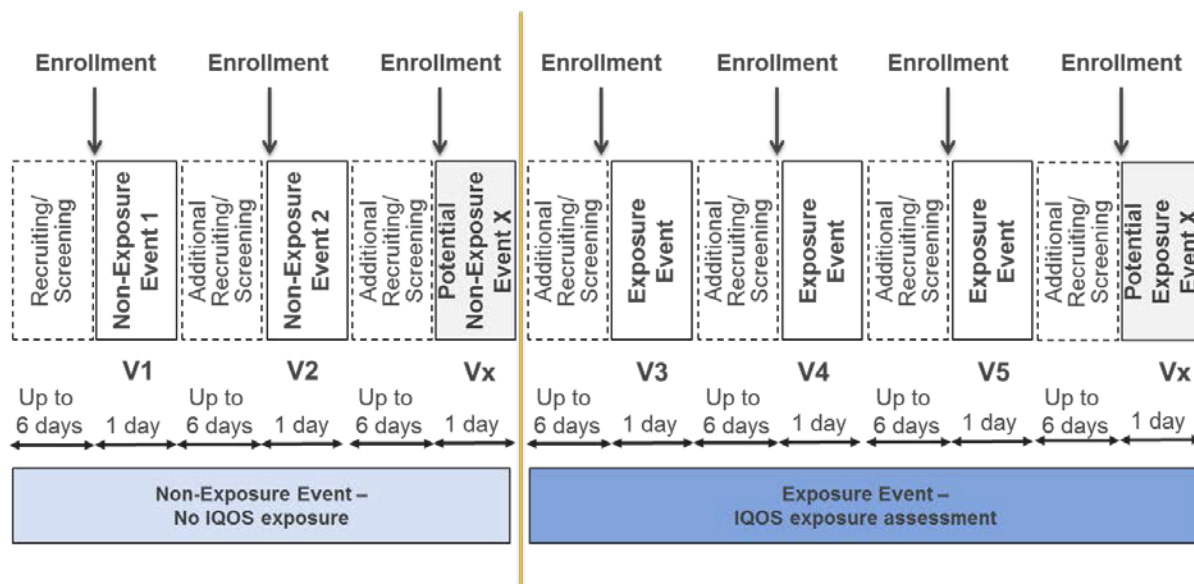 Enrollment
Enrollment
Enrollment
Enrollment
Enrollment
Enrollment
Enrollment
Recruiting/
Screening
Non-Exposure
Event 1
Additional
Recruiting/
Screening
Non-Exposure
Event 2
Additional
Recruiting/
Screening
Potential
Non-Exposure
Event X
Additional
Recruiting/
Screening
Exposure
Event
Additional
Recruiting/
Screening
Exposure
Event
Additional
Recruiting/
Screening
Exposure
Event
Additional
Recruiting/
Screening
Potential
Exposure
Event X
V1
V2
Vx
V3
V4
V5
Vx
Up to
6 days
1 day
Up to
6 days
1 day
Up to
6 days
1 day
Up to
6 days
1 day
Up to
6 days
1 day
Up to
6 days
1 day
Up to
6 days
1 day
Non-Exposure Event –
No IQOS exposure
Exposure Event –
IQOS exposure assessment